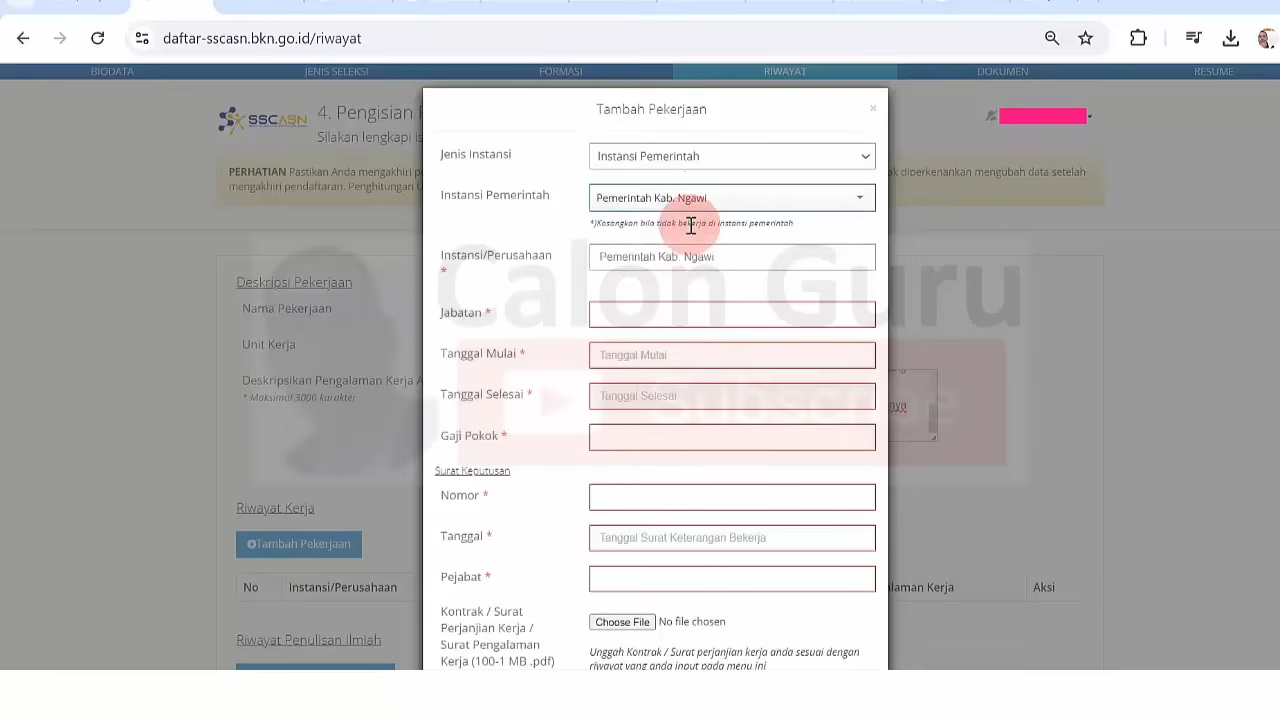 daftar-sscasn.bkn.go.id/riwayat
BIODATA
JENIS SELEKSI
FORMASI
RIWAYAT
DOKUMEN
RESUME
SSCASN
4. Pengisian
Silakan lengkapi
PERHATIAN Pastikan Anda mengakhiri
k diperkenankan mengubah data setelah
mengakhiri pendaftaran. Penghitungan
Tambah Pekerjaan
×
Jenis Instansi
Instansi Pemerintah
Instansi Pemerintah
Pemerintah Kab. Ngawi
*)Kosongkan bila tidak bekerja di instansi pemerintah
Instansi/Perusahaan
*
Pemerintah Kab. Ngawi
Jabatan *
Tanggal Mulai *
Tanggal Mulai
Tanggal Selesai *
Tanggal Selesai
Gaji Pokok *
Surat Keputusan
Nomor *
Tanggal *
Tanggal Surat Keterangan Bekerja
Pejabat *
Kontrak / Surat
Perjanjian Kerja /
Surat Pengalaman
Kerja (100-1 MB .pdf)
Choose File
No file chosen
Unggah Kontrak / Surat perjanjian kerja anda sesuai dengan
riwayat yang anda input pada menu ini
Deskripsi Pekerjaan
Nama Pekerjaan
Unit Kerja
Deskripsikan Pengalaman Kerja A
* Maksimal 3000 karakter
nya
Riwayat Kerja
Tambah Pekerjaan
No
Instansi/Perusahaan
alaman Kerja
Aksi
Riwayat Penulisan Ilmiah
Calon Guru
Subscribe